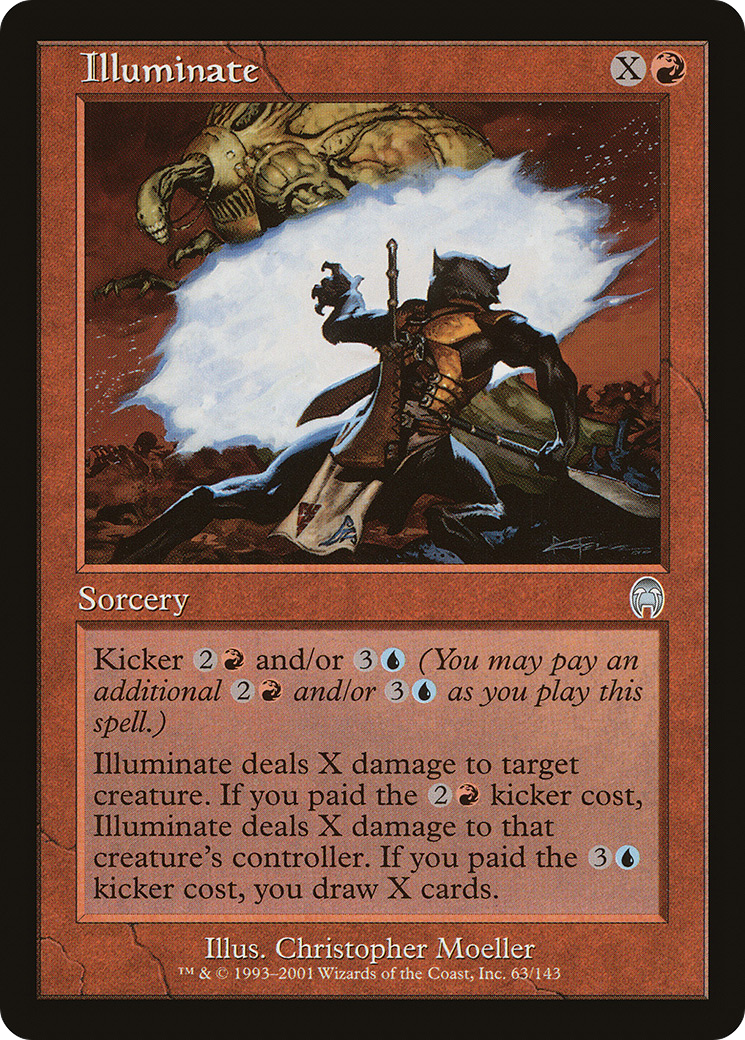 Illuminate X
Sorcery
Kicker 2 and/or 3 (You may pay an
additional 2 and/or 3 as you play this
spell.)
Illuminate deals X damage to target
creature. If you paid the 2 kicker cost,
Illuminate deals X damage to that
creature's controller. If you paid the 3
kicker cost, you draw X cards.
Illus. Christopher Moeller
™ & © 1993–2001 Wizards of the Coast, Inc. 63/143